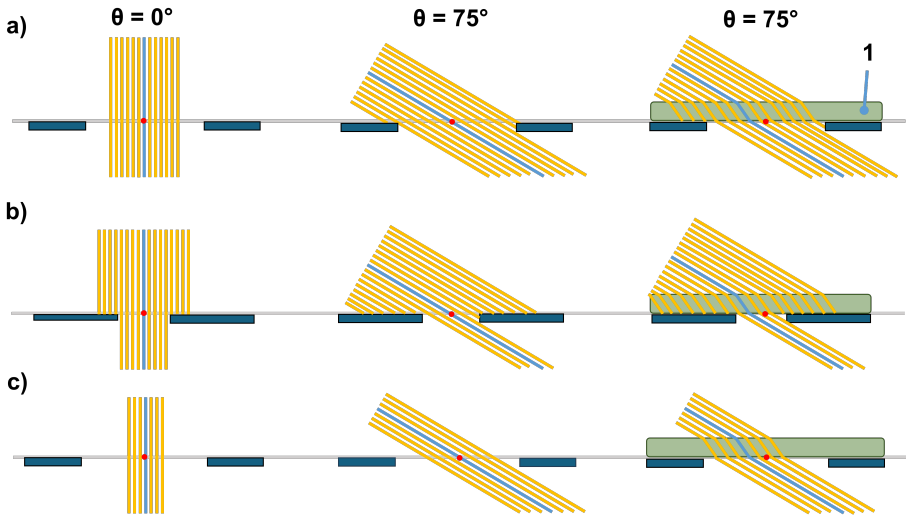 θ = 0° θ = 75° θ = 75°
a)
1
b)
c)